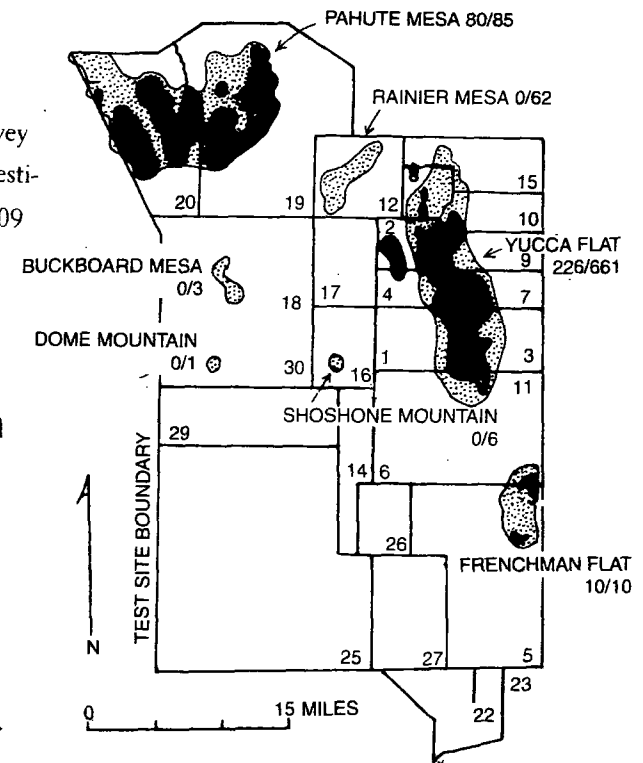 PAHUTE MESA 80/85
RAINIER MESA 0/62
vey
esti-
09
15
20
19
12
10
2
YUCCA FLAT
226/661
9
BUCKBOARD MESA
0/3
18
17
4
7
DOME MOUNTAIN
0/1
30
16
1
3
11
SHOSHONE MOUNTAIN
0/6
29
14
6
26
FRENCHMAN FLAT
10/10
TEST SITE BOUNDARY
N
25
27
5
23
22
0
15 MILES